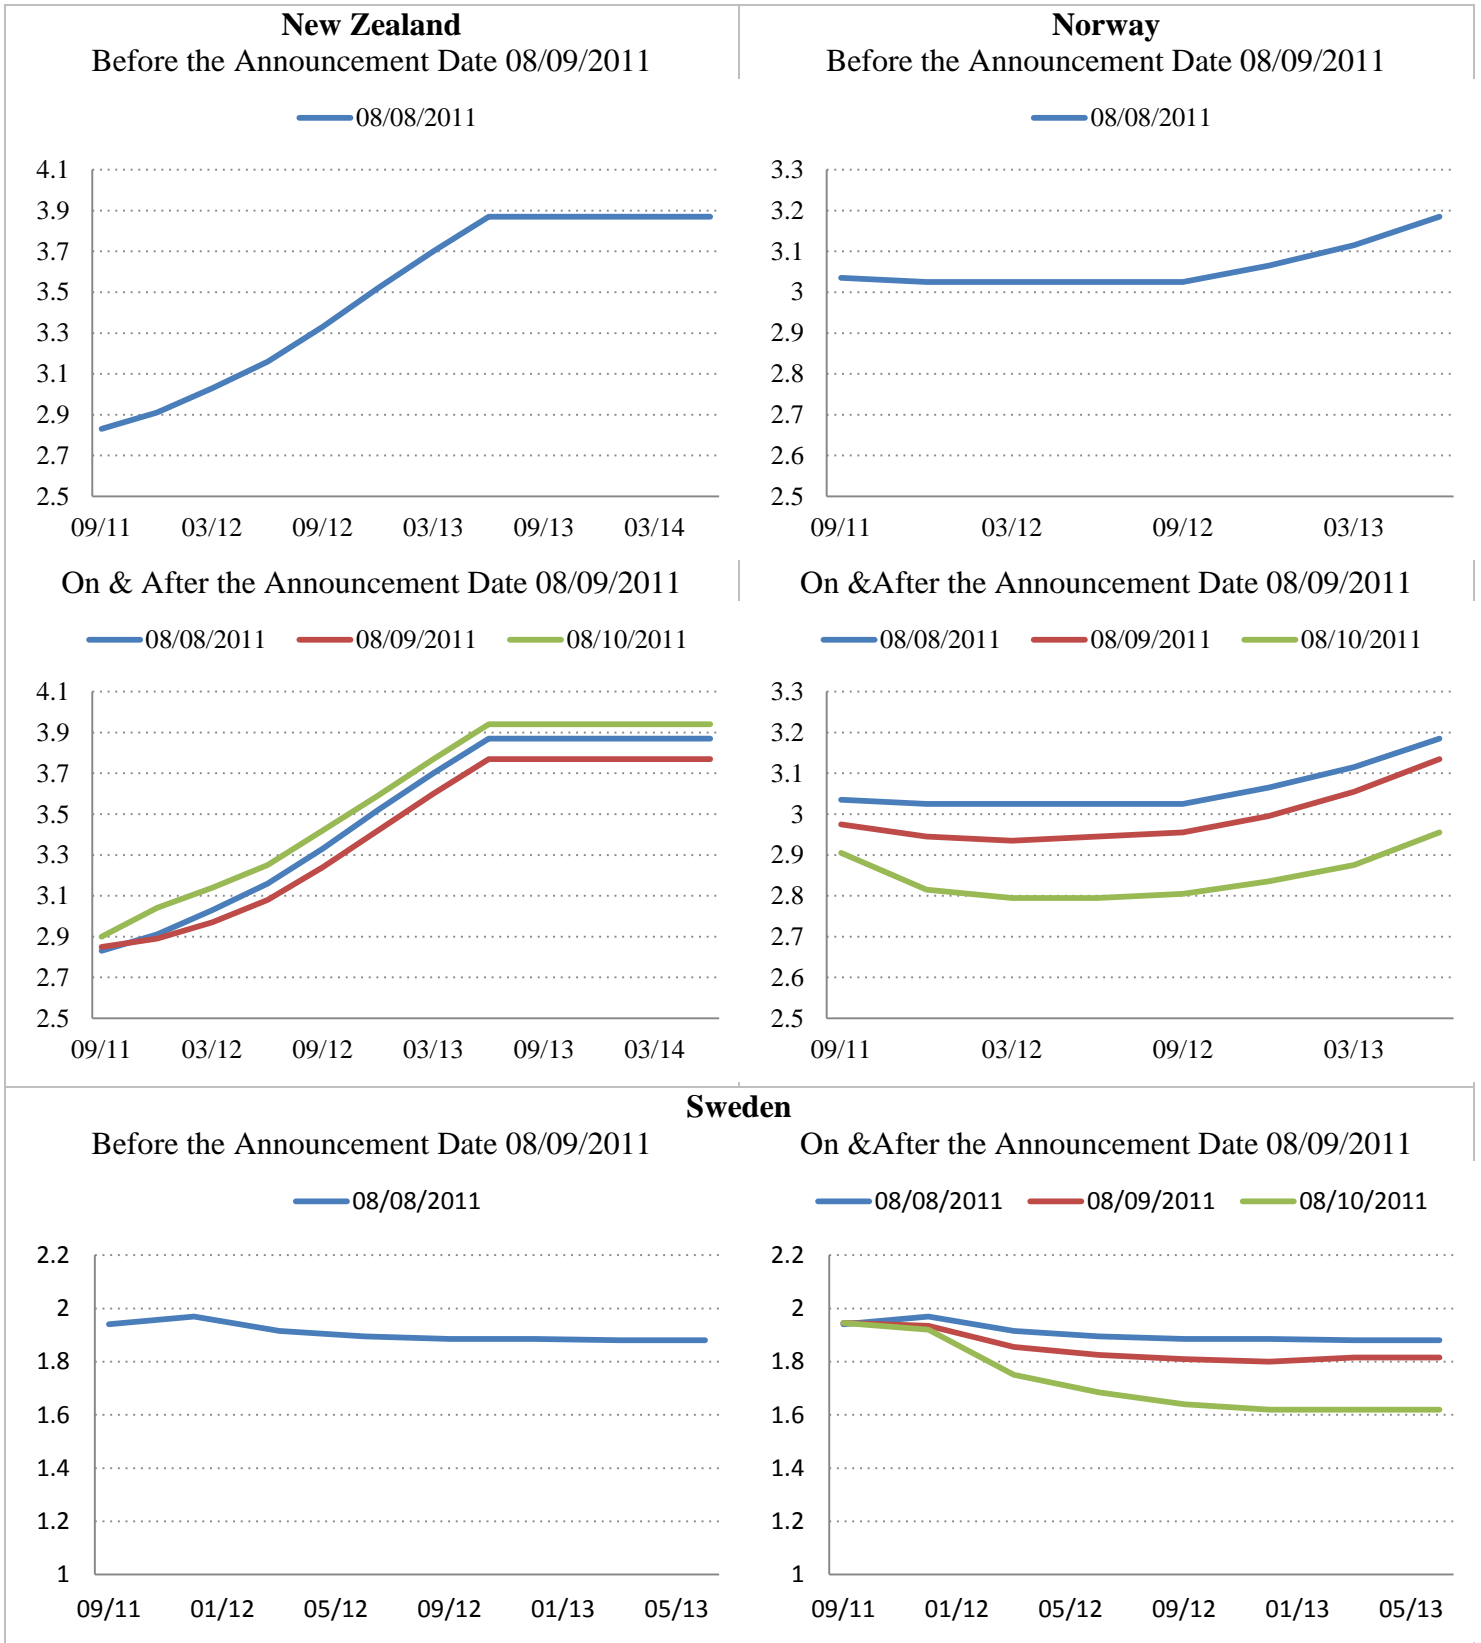 New Zealand
Before the Announcement Date 08/09/2011
08/08/2011
4.1
3.9
3.7
3.5
3.3
3.1
2.9
2.7
2.5
09/11 03/12 09/12 03/13 09/13 03/14
Norway
Before the Announcement Date 08/09/2011
08/08/2011
3.3
3.2
3.1
3
2.9
2.8
2.7
2.6
2.5
09/11 03/12 09/12 03/13
On & After the Announcement Date 08/09/2011
08/08/2011 08/09/2011 08/10/2011
4.1
3.9
3.7
3.5
3.3
3.1
2.9
2.7
2.5
09/11 03/12 09/12 03/13 09/13 03/14
On &After the Announcement Date 08/09/2011
08/08/2011 08/09/2011 08/10/2011
3.3
3.2
3.1
3
2.9
2.8
2.7
2.6
2.5
09/11 03/12 09/12 03/13
Sweden
Before the Announcement Date 08/09/2011
08/08/2011
2.2
2
1.8
1.6
1.4
1.2
1
09/11 01/12 05/12 09/12 01/13 05/13
On &After the Announcement Date 08/09/2011
08/08/2011 08/09/2011 08/10/2011
2.2
2
1.8
1.6
1.4
1.2
1
09/11 01/12 05/12 09/12 01/13 05/13